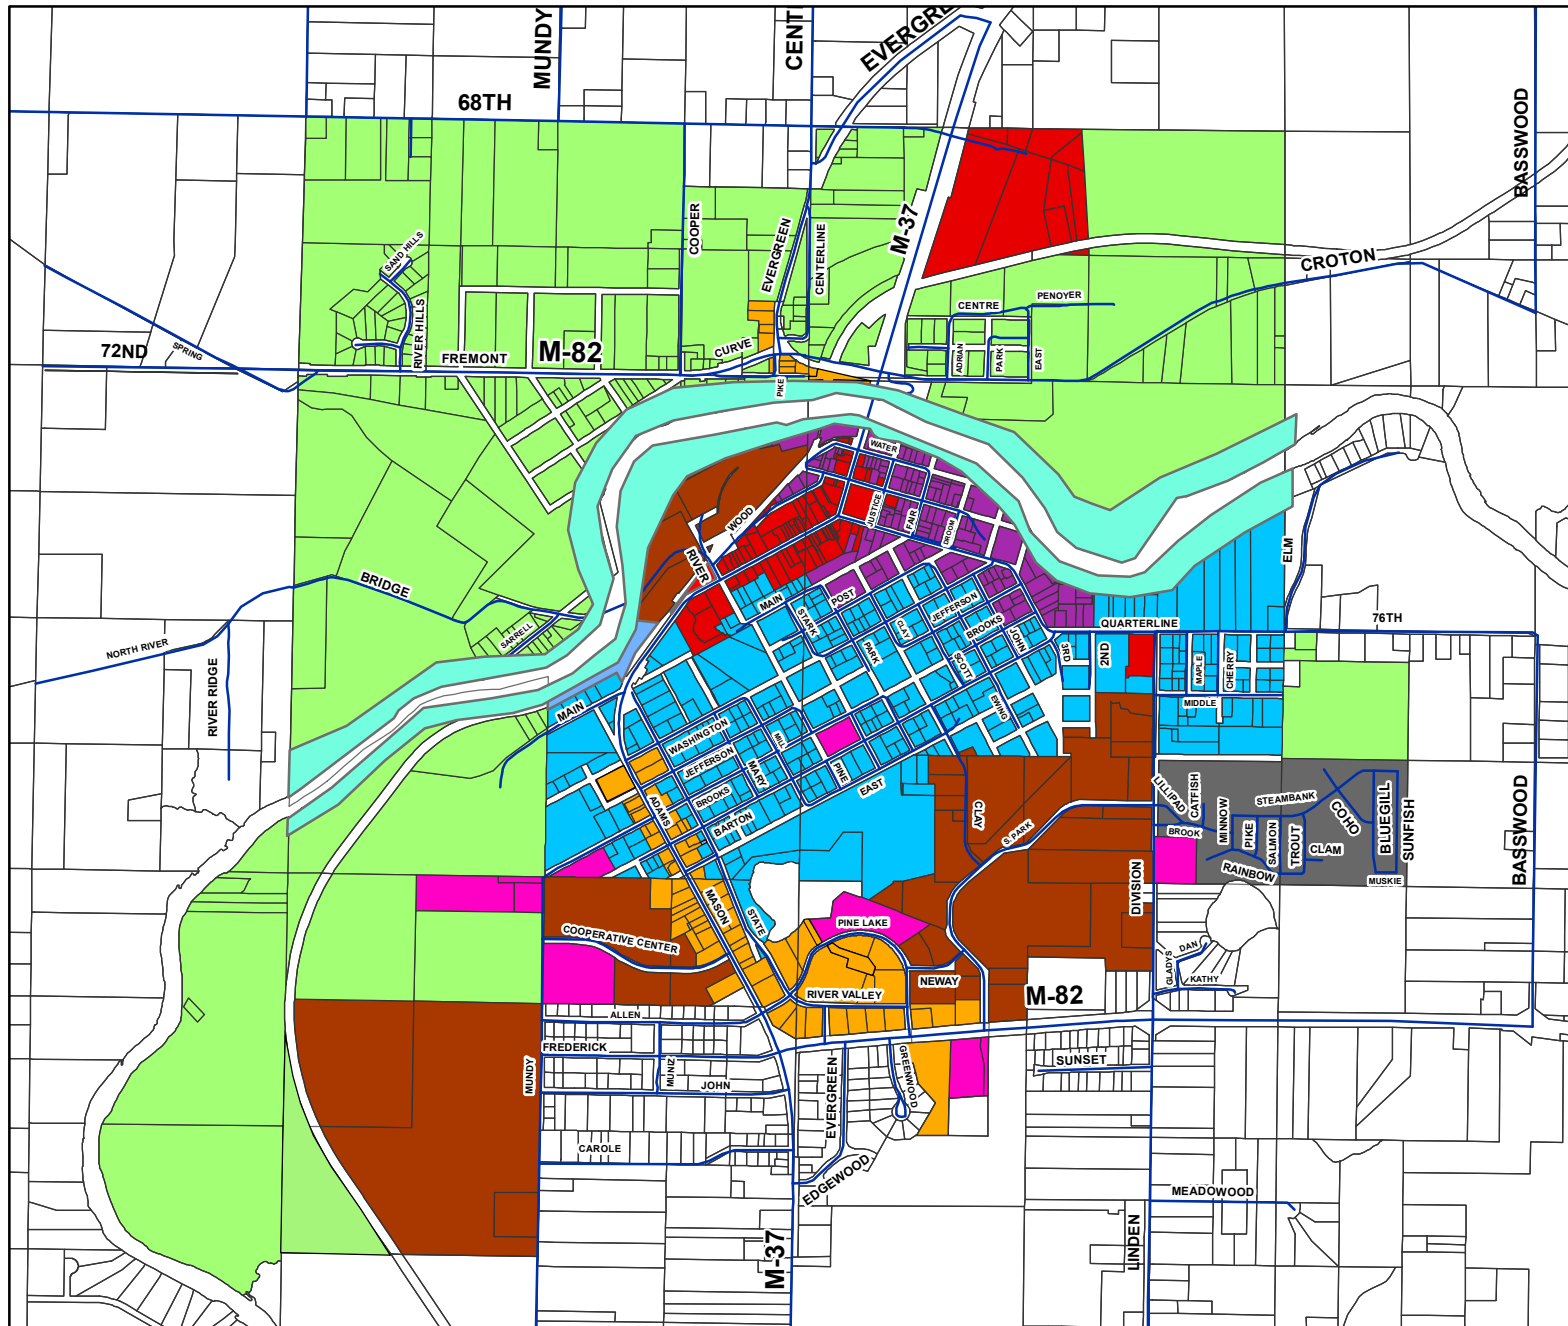 MUNDY
EVERGRE
68TH
BASSWOOD
COOPER
EVERGREEN
CENTERLINE
M-37
SAND HILLS
RIVER HILLS
CROTON
CENTRE
PENOYER
72ND
SPRING
FREMONT
M-82
CURVE
ADRIAN
PARK
EAST
PIKE
WATER
JUSTICE
FAIR
DROOM
WOOD
RIVER
ELM
BRIDGE
SARRELL
NORTH RIVER
RIVER RIDGE
MAIN
STARK
POST
CLAY
JEFFERSON
BROOKS
JOHN
PARK
SCOTT
EWING
3RD
2ND
QUARTERLINE
76TH
MAPLE
CHERRY
MIDDLE
MAIN
WASHINGTON
JEFFERSON
MILL
MARY
BROOKS
BARTON
ADAMS
PINE
EAST
CLAY
S. PARK
LILLIPAD
CATFISH
BROOK
MINNOW
PIKE
SALMON
TROUT
STEAMBANK
COHO
CLAM
RAINBOW
BLUEGILL
SUNFISH
MUSKIE
BASSWOOD
DIVISION
MASON
STATE
COOPERATIVE CENTER
PINE LAKE
NEWAY
RIVER VALLEY
M-82
GLADYS
DAN
KATHY
ALLEN
FREDERICK
MUNDY
MUNIZ
JOHN
CAROLE
EVERGREEN
GREENWOOD
EDGEWOOD
SUNSET
MEADOWOOD
LINDEN
M-37